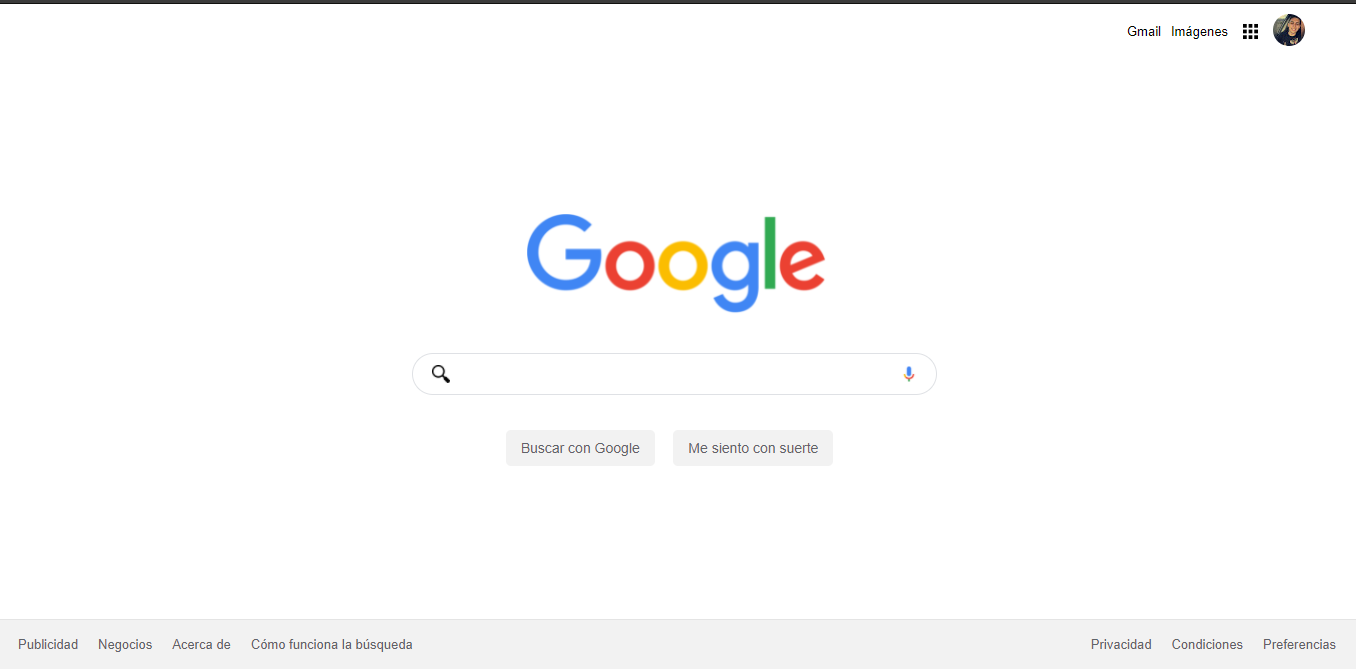 Gmail Imágenes
Google
Buscar con Google Me siento con suerte
Publicidad Negocios Acerca de Cómo funciona la búsqueda Privacidad Condiciones Preferencias